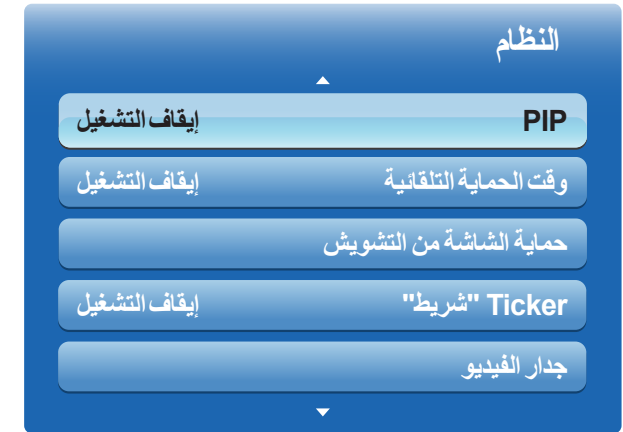 النظام
PIP إيقاف التشغيل
وقت الحماية التلقائية إيقاف التشغيل
حماية الشاشة من التشويش
Ticker "شريط" إيقاف التشغيل
جدار الفيديو